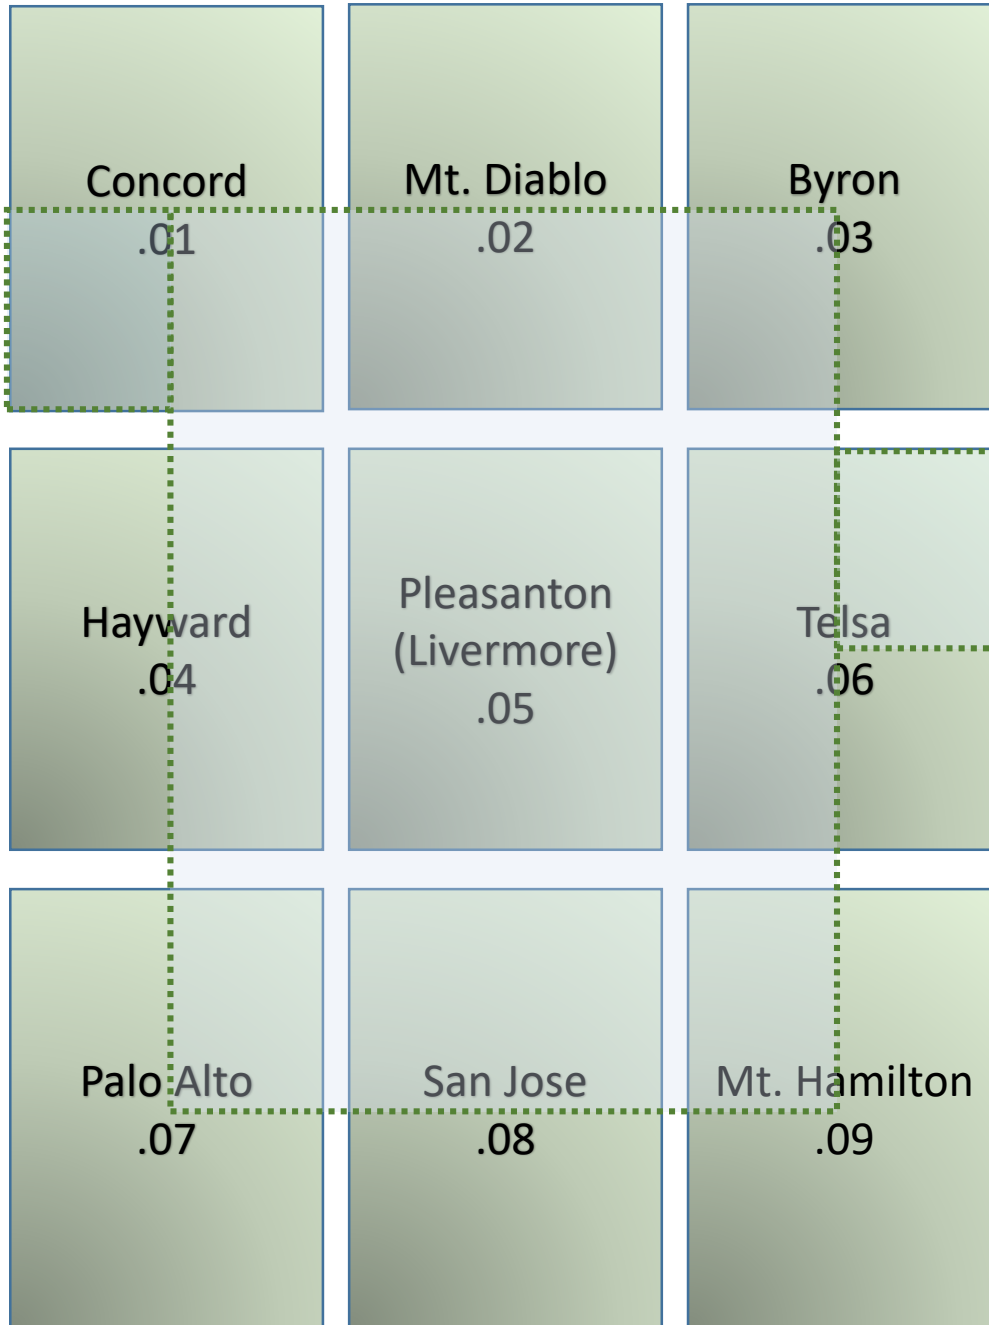 Concord
.01
Mt. Diablo
.02
Byron
.03
Hayward
.04
Pleasanton
(Livermore)
.05
Telsa
.06
Palo Alto
.07
San Jose
.08
Mt. Hamilton
.09